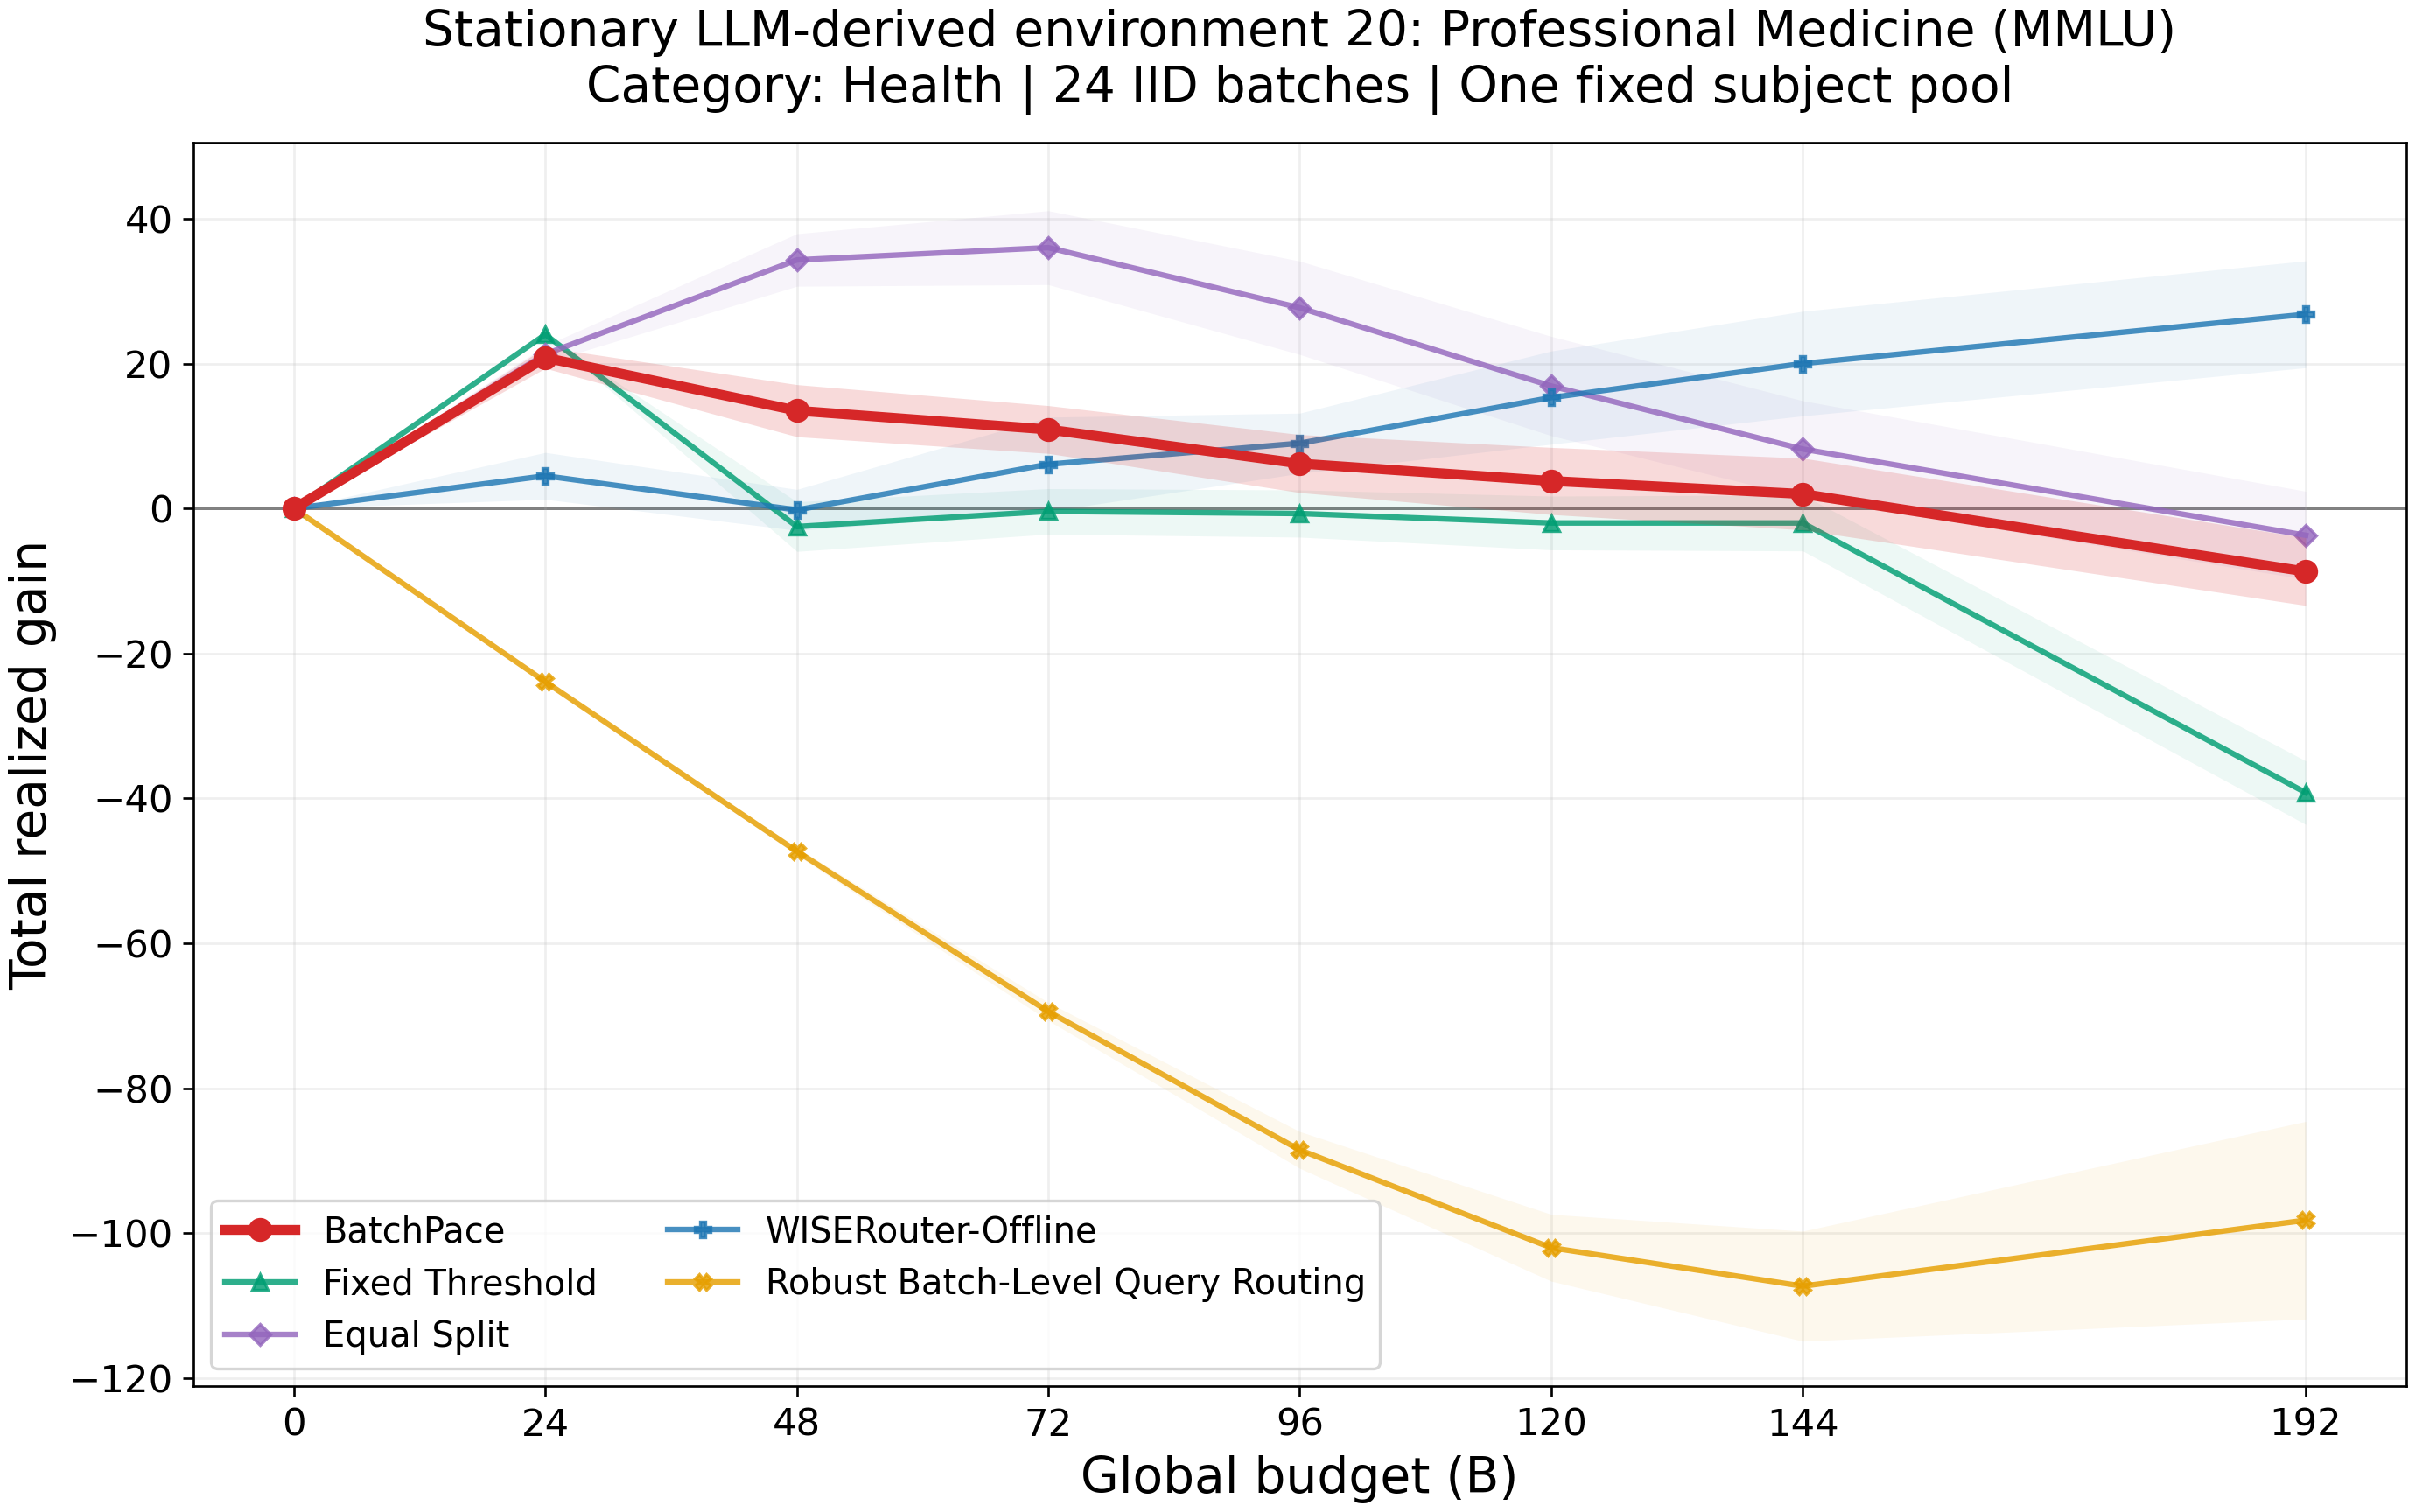 Stationary LLM-derived environment 20: Professional Medicine (MMLU)
Category: Health | 24 IID batches | One fixed subject pool
Total realized gain
40
20
0
−20
−40
−60
−80
−100
−120
BatchPace
Fixed Threshold
Equal Split
WISERouter-Offline
Robust Batch-Level Query Routing
0 24 48 72 96 120 144 192
Global budget (B)